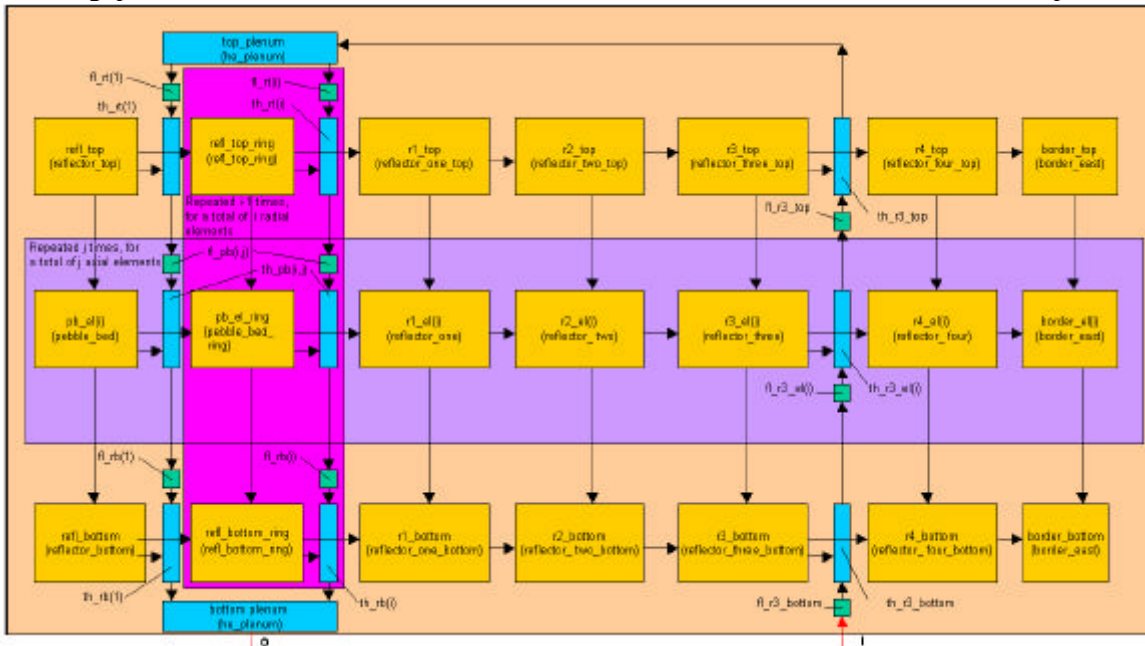 top_plenum
(he_plenum)
fl_rt(1)
fl_rt(i)
th_rt(1)
th_rt(i)
refl_top
(reflector_top)
refl_top_ring
(refl_top_ring)
r1_top
(reflector_one_top)
r2_top
(reflector_two_top)
r3_top
(reflector_three_top)
r4_top
(reflector_four_top)
border_top
(border_east)
Repeated i-1 times,
for a total of i radial
elements
fl_r3_top
th_r3_top
Repeated j times, for
a total of j axial elements
fl_pb(i,j)
th_pb(i,j)
pb_el(j)
(pebble_bed)
pb_el_ring
(pebble_bed_
ring)
r1_el(j)
(reflector_one)
r2_el(j)
(reflector_two)
r3_el(j)
(reflector_three)
r4_el(j)
(reflector_four)
border_el(j)
(border_east)
fl_r3_el(j)
th_r3_el(j)
fl_rb(1)
fl_rb(i)
refl_bottom
(reflector_bottom)
refl_bottom_ring
(refl_bottom_ring)
r1_bottom
(reflector_one_bottom)
r2_bottom
(reflector_two_bottom)
r3_bottom
(reflector_three_bottom)
r4_bottom
(reflector_four_bottom)
border_bottom
(border_east)
th_rb(1)
th_rb(i)
fl_r3_bottom
th_r3_bottom
bottom plenum
(he_plenum)